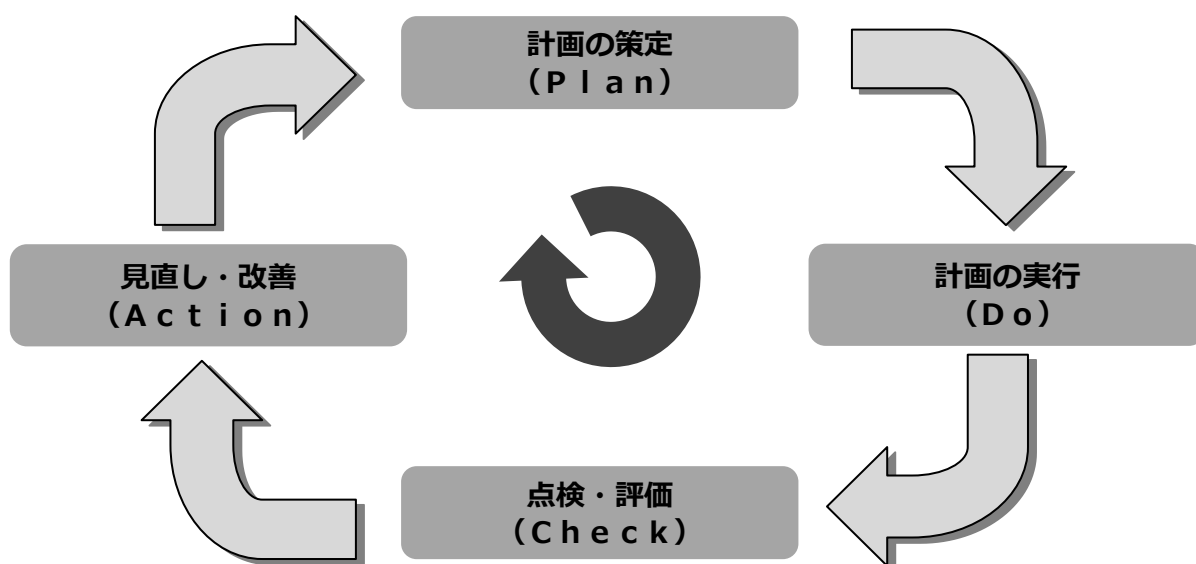 計画の策定
（Ｐｌａｎ）
見直し・改善
（Ａｃｔｉｏｎ）
計画の実行
（Ｄｏ）
点検・評価
（Ｃｈｅｃｋ）